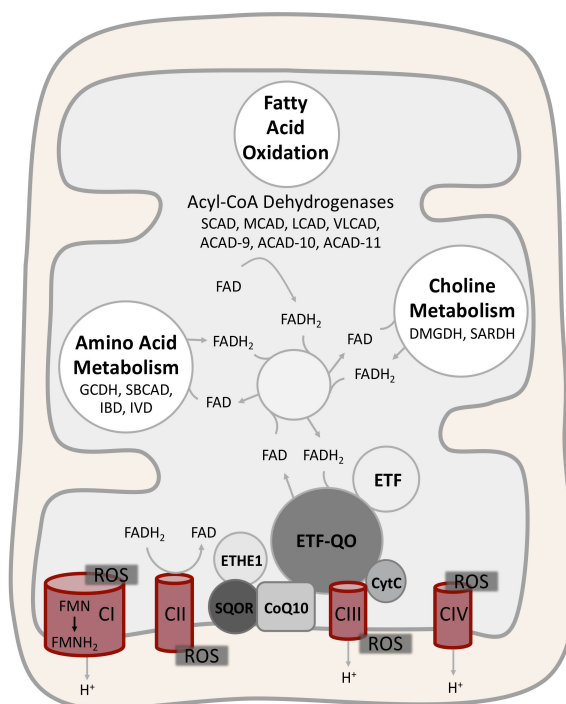 Fatty
Acid
Oxidation
Acyl-CoA Dehydrogenases
SCAD, MCAD, LCAD, VLCAD,
ACAD-9, ACAD-10, ACAD-11
FAD
FADH₂
Choline
Metabolism
DMGDH, SARDH
FAD
FADH₂
Amino Acid
Metabolism
GCDH, SBCAD,
IBD, IVD
FADH₂
FAD
FAD
FADH₂
ETF
ETF-QO
FADH₂
FAD
ETHE1
SQOR
CoQ10
CytC
ROS
FMN
FMNH₂
CI
CII
ROS
CIII
ROS
ROS
CIV
H⁺
H⁺
H⁺